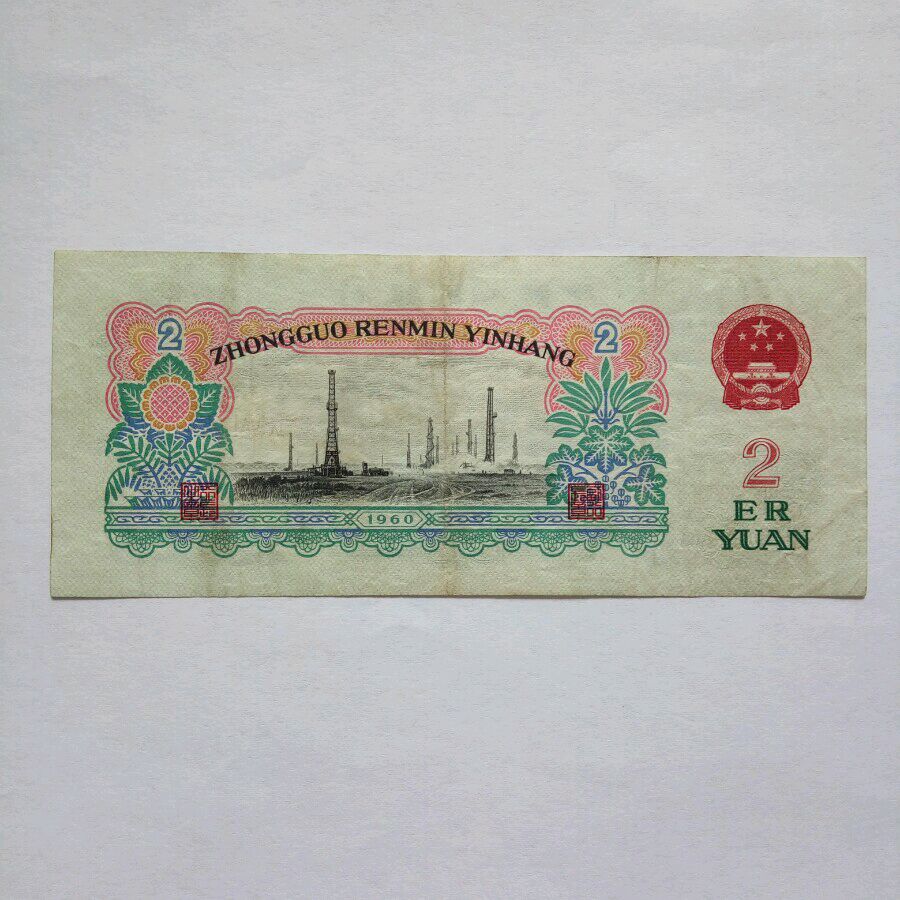 2
ZHONGGUO RENMIN YINHANG
2
1960
2
ER
YUAN